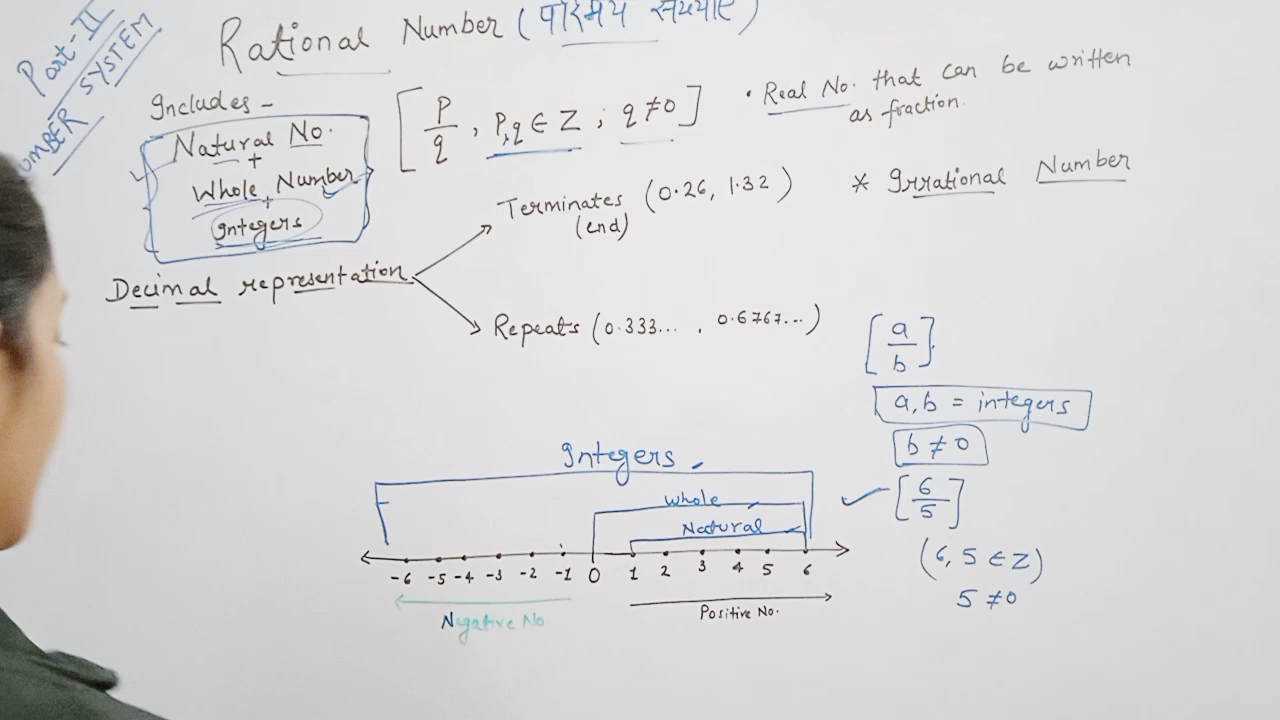 Part-II
NUMBER SYSTEM
Rational Number (परिमेय संख्याएं)
Includes -
Natural No.
+
Whole Number
+
Integers
[P/q, P,q ∈ Z ; q ≠ 0]
• Real No. that can be written
as fraction.
Terminates (0.26, 1.32)
(end)
* Irrational Number
Decimal representation
Repeats (0.333... , 0.6767...)
[a/b]
a, b = integers
b ≠ 0
[6/5]
(6, 5 ∈ Z)
5 ≠ 0
Integers
Whole
Natural
-6 -5 -4 -3 -2 -1 0 1 2 3 4 5 6
Negative No
Positive No.